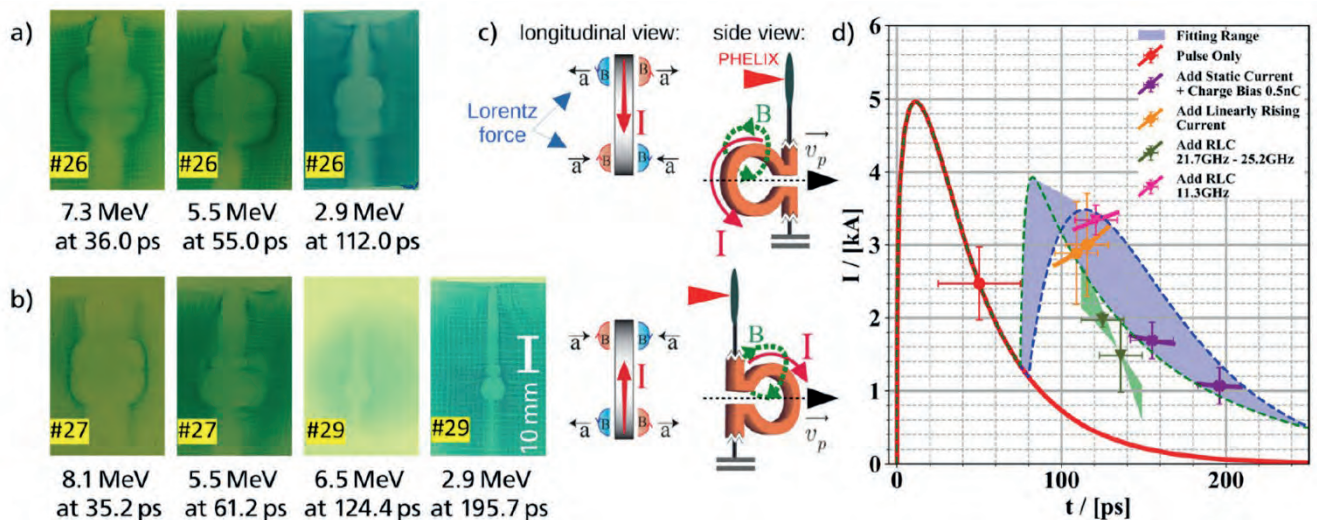 a)
#26
#26
#26
7.3 MeV
at 36.0 ps
5.5 MeV
at 55.0 ps
2.9 MeV
at 112.0 ps
b)
#27
#27
#29
#29
10 mm
8.1 MeV
at 35.2 ps
5.5 MeV
at 61.2 ps
6.5 MeV
at 124.4 ps
2.9 MeV
at 195.7 ps
c)
longitudinal view:
side view:
a B B a
Lorentz
force
I
a B B a
PHELIX
B
v_p
I
a B B a
I
a B B a
B
I
v_p
d)
I / [kA]
6
5
4
3
2
1
0
0
100
200
t / [ps]
Fitting Range
Pulse Only
Add Static Current
+ Charge Bias 0.5nC
Add Linearly Rising
Current
Add RLC
21.7GHz - 25.2GHz
Add RLC
11.3GHz